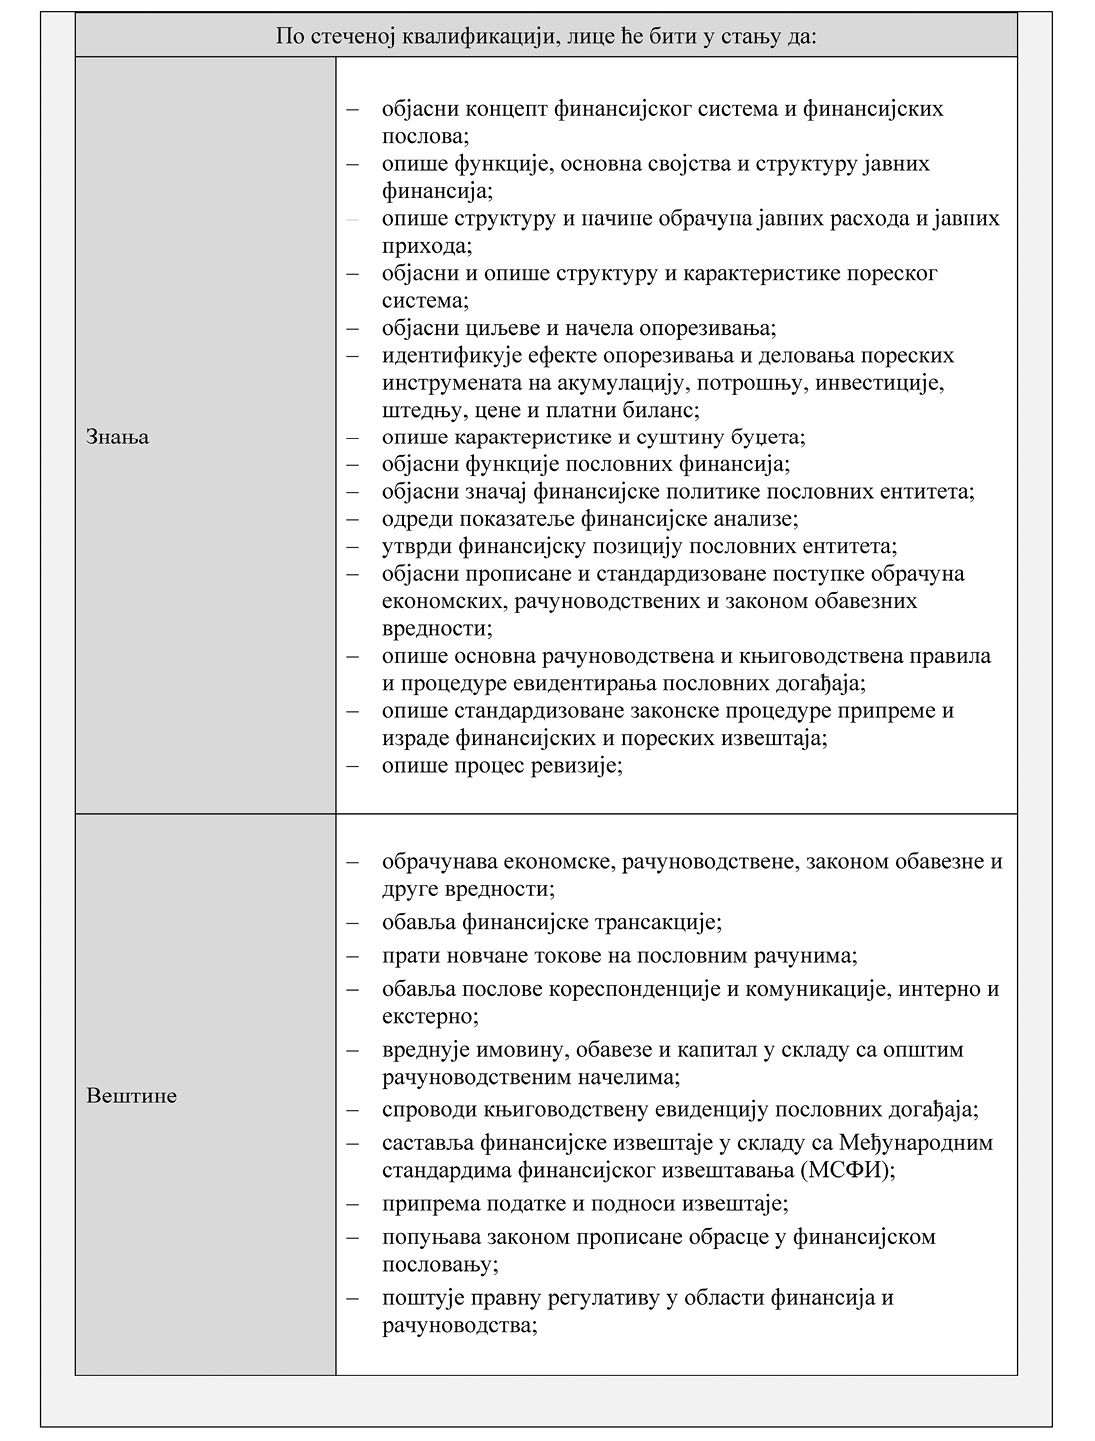 По стеченој квалификацији, лице ће бити у стању да:
Знања
– објасни концепт финансијског система и финансијских
послова;
– опише функције, основна својства и структуру јавних
финансија;
– опише структуру и начине обрачуна јавних расхода и јавних
прихода;
– објасни и опише структуру и карактеристике пореског
система;
– објасни циљеве и начела опорезивања;
– идентификује ефекте опорезивања и деловања пореских
инструмената на акумулацију, потрошњу, инвестиције,
штедњу, цене и платни биланс;
– опише карактеристике и суштину буџета;
– објасни функције пословних финансија;
– објасни значај финансијске политике пословних ентитета;
– одреди показатеље финансијске анализе;
– утврди финансијску позицију пословних ентитета;
– објасни прописане и стандардизоване поступке обрачуна
економских, рачуноводствених и законом обавезних
вредности;
– опише основна рачуноводствена и књиговодствена правила
и процедуре евидентирања пословних догађаја;
– опише стандардизоване законске процедуре припреме и
израде финансијских и пореских извештаја;
– опише процес ревизије;
Вештине
– обрачунава економске, рачуноводствене, законом обавезне и
друге вредности;
– обавља финансијске трансакције;
– прати новчане токове на пословним рачунима;
– обавља послове кореспонденције и комуникације, интерно и
екстерно;
– вреднује имовину, обавезе и капитал у складу са општим
рачуноводственим начелима;
– спроводи књиговодствену евиденцију пословних догађаја;
– саставља финансијске извештаје у складу са Међународним
стандардима финансијског извештавања (МСФИ);
– припрема податке и подноси извештаје;
– попуњава законом прописане обрасце у финансијском
пословању;
– поштује правну регулативу у области финансија и
рачуноводства;